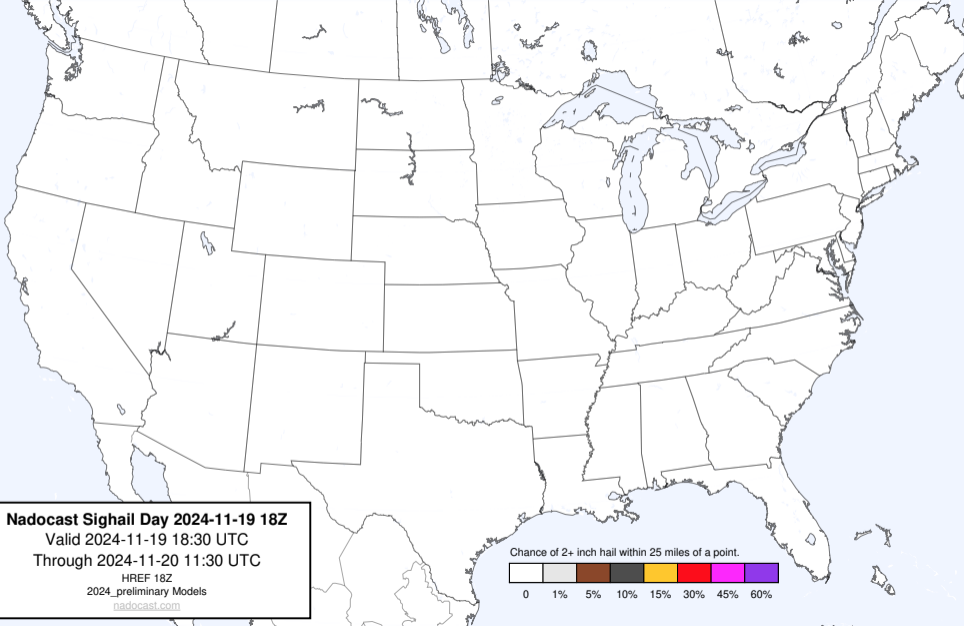 Nadocast Sighail Day 2024-11-19 18Z
Valid 2024-11-19 18:30 UTC
Through 2024-11-20 11:30 UTC
HREF 18Z
2024_preliminary Models
nadocast.com
Chance of 2+ inch hail within 25 miles of a point.
0 1% 5% 10% 15% 30% 45% 60%